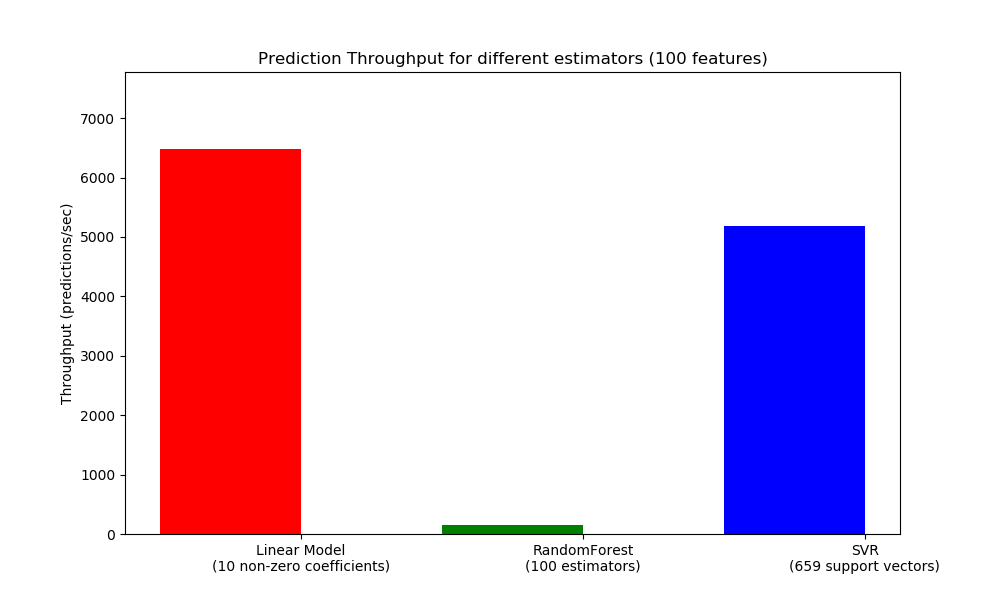 Prediction Throughput for different estimators (100 features)
Throughput (predictions/sec)
7000
6000
5000
4000
3000
2000
1000
0
Linear Model
(10 non-zero coefficients)
RandomForest
(100 estimators)
SVR
(659 support vectors)